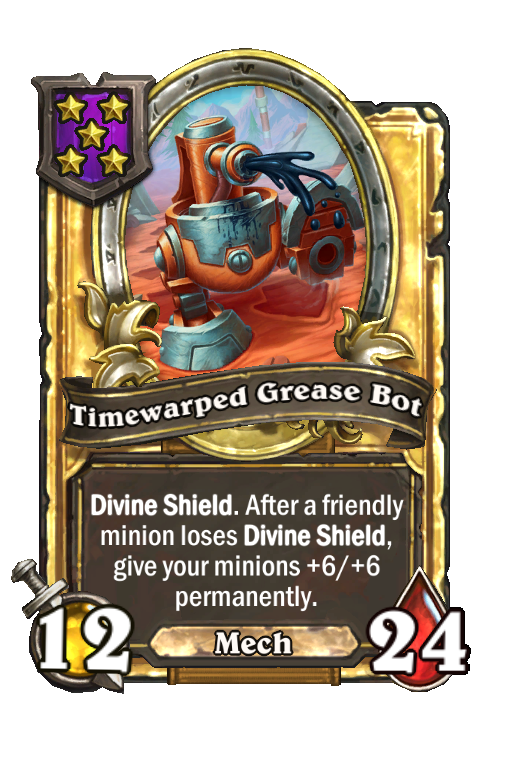 Timewarped Grease Bot
Divine Shield. After a friendly
minion loses Divine Shield,
give your minions +6/+6
permanently.
12
Mech
24